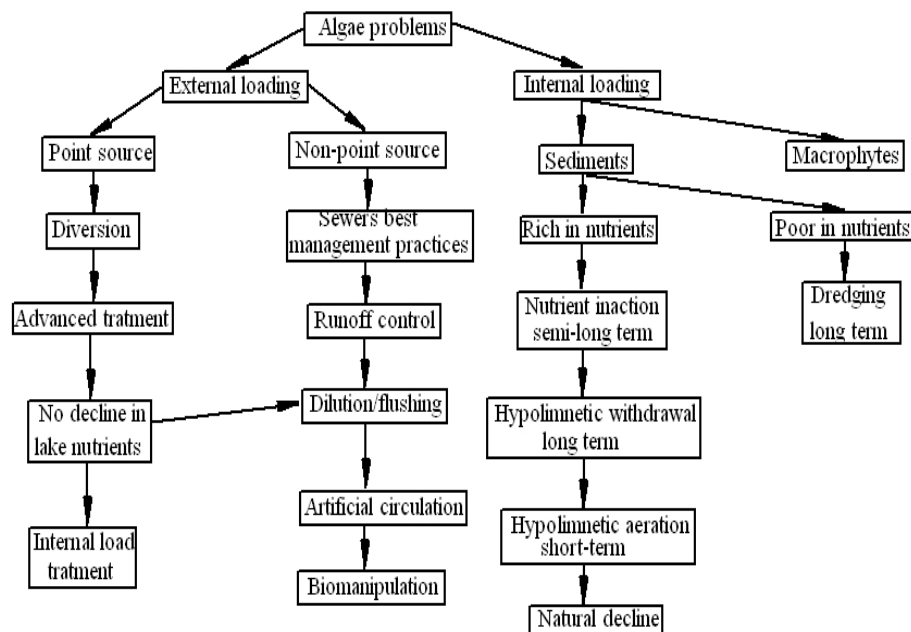 Algae problems
External loading
Internal loading
Point source
Non-point source
Sediments
Macrophytes
Diversion
Sewers best
management practices
Rich in nutrients
Poor in nutrients
Advanced tratment
Runoff control
Nutrient inaction
semi-long term
Dredging
long term
No decline in
lake nutrients
Dilution/flushing
Hypolimnetic withdrawal
long term
Internal load
tratment
Artificial circulation
Hypolimnetic aeration
short-term
Biomanipulation
Natural decline